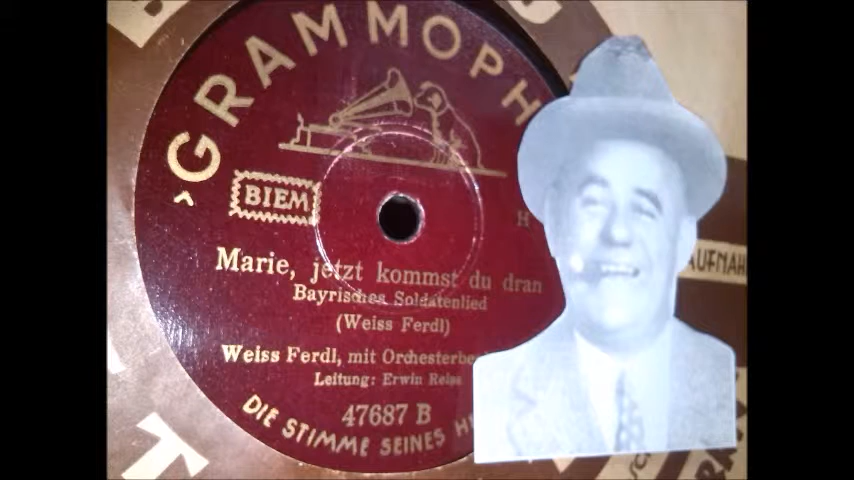 GRAMMOPH
BIEM
H
Marie, jetzt kommst du dran
Bayrisches Soldatenlied
(Weiss Ferdl)
Weiss Ferdl, mit Orchesterbe
Leitung: Erwin Reiss
47687 B
DIE STIMME SEINES H
AUFNAH